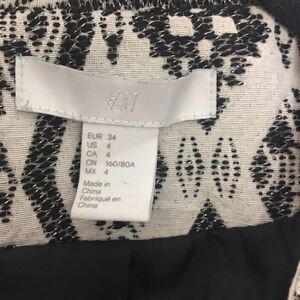 H&M
EUR 34
US 4
CA 4
CN 160/80A
MX 4
Made in
China
Fabriqué en
Chine